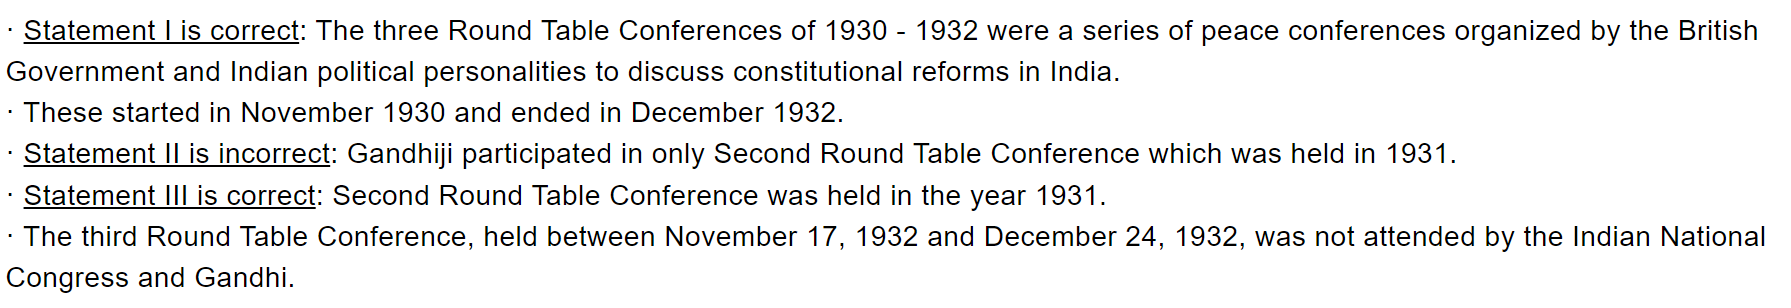 · Statement I is correct: The three Round Table Conferences of 1930 - 1932 were a series of peace conferences organized by the British
Government and Indian political personalities to discuss constitutional reforms in India.
· These started in November 1930 and ended in December 1932.
· Statement II is incorrect: Gandhiji participated in only Second Round Table Conference which was held in 1931.
· Statement III is correct: Second Round Table Conference was held in the year 1931.
· The third Round Table Conference, held between November 17, 1932 and December 24, 1932, was not attended by the Indian National
Congress and Gandhi.